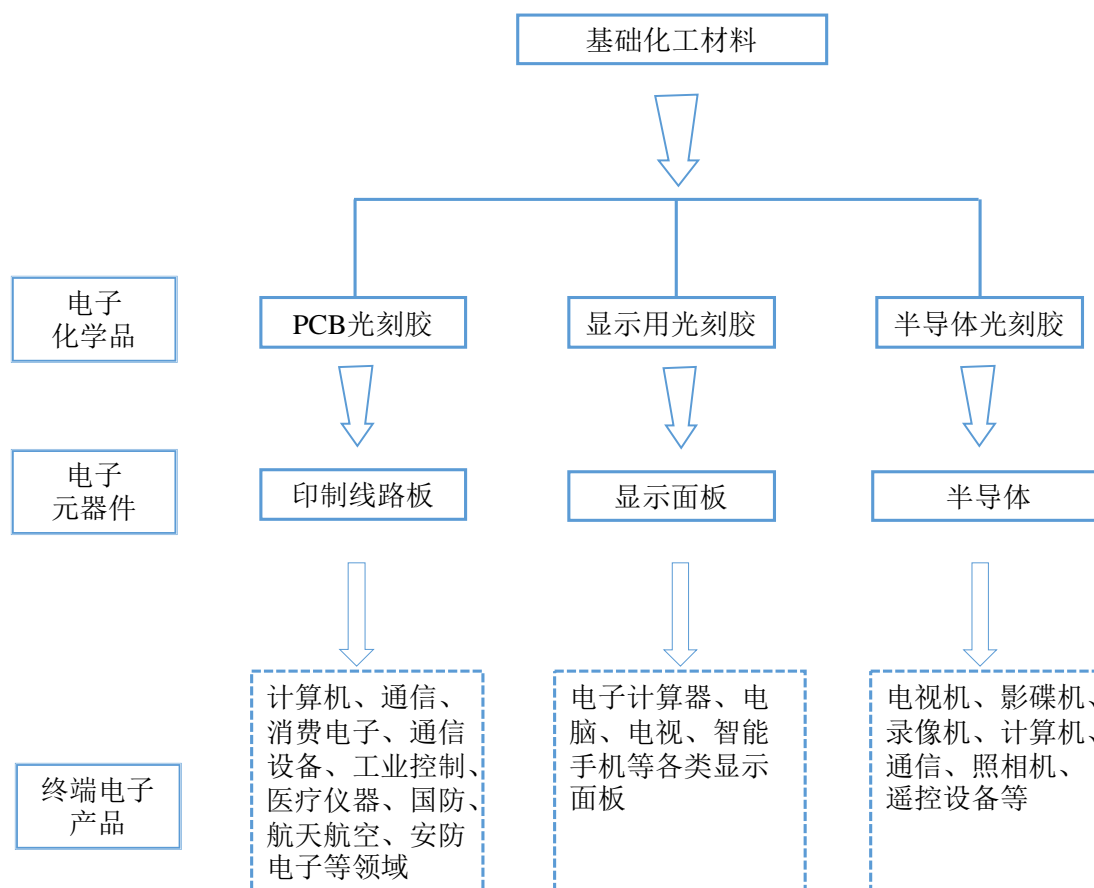 基础化工材料
电子
化学品
PCB光刻胶
显示用光刻胶
半导体光刻胶
电子
元器件
印制线路板
显示面板
半导体
终端电子
产品
计算机、通信、
消费电子、通信
设备、工业控制、
医疗仪器、国防、
航天航空、安防
电子等领域
电子计算器、电
脑、电视、智能
手机等各类显示
面板
电视机、影碟机、
录像机、计算机、
通信、照相机、
遥控设备等